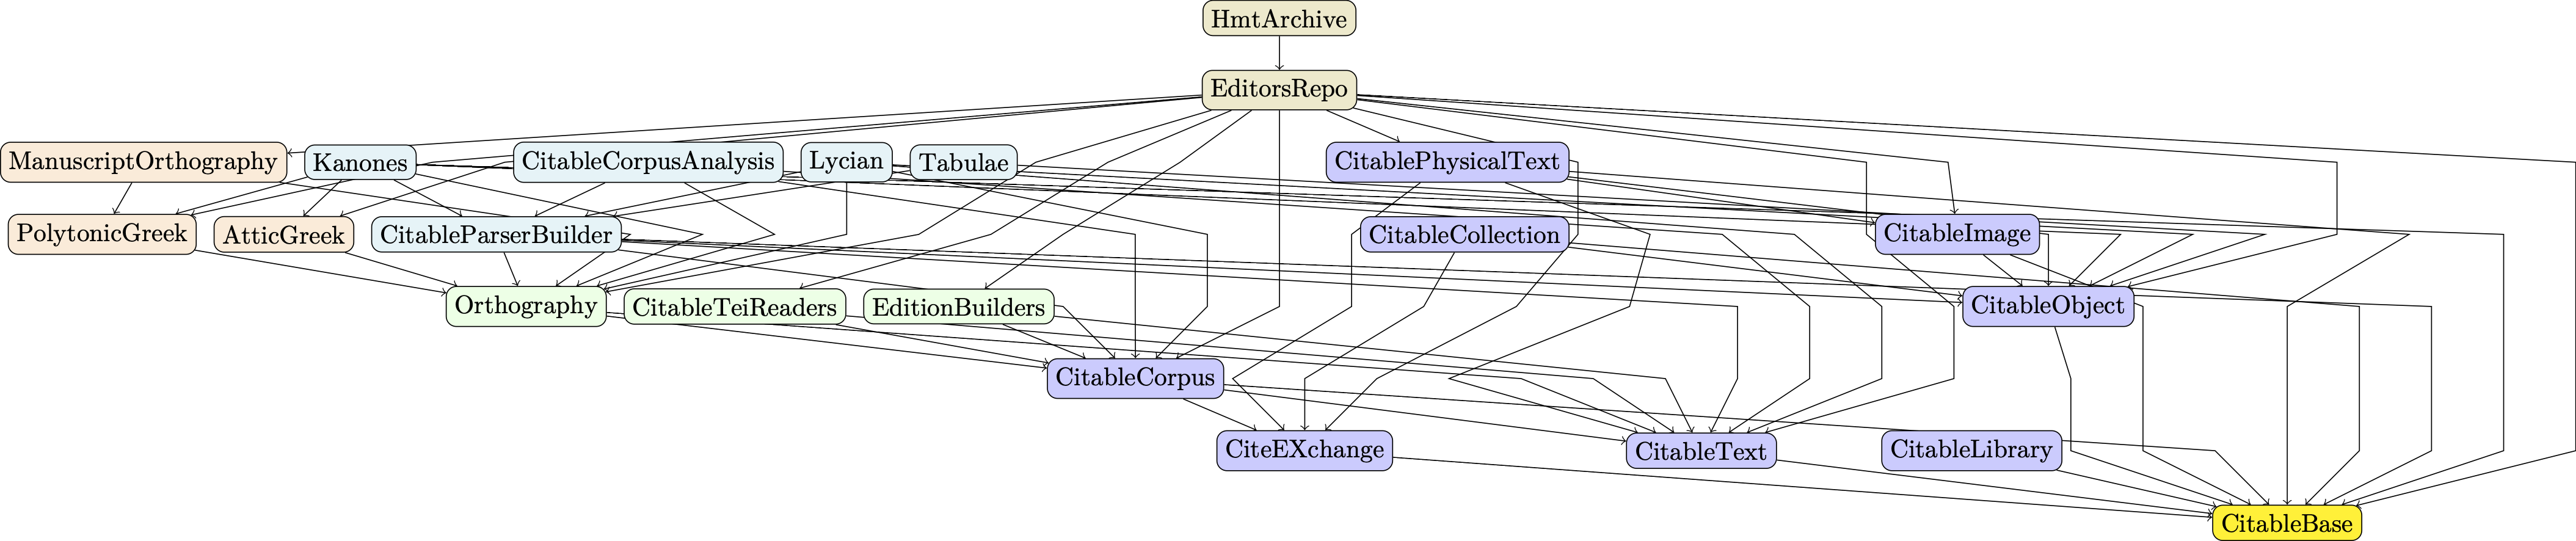 HmtArchive
EditorsRepo
ManuscriptOrthography
Kanones
CitableCorpusAnalysis
Lycian
Tabulae
CitablePhysicalText
PolytonicGreek
AtticGreek
CitableParserBuilder
CitableCollection
CitableImage
Orthography
CitableTeiReaders
EditionBuilders
CitableObject
CitableCorpus
CiteEXchange
CitableText
CitableLibrary
CitableBase